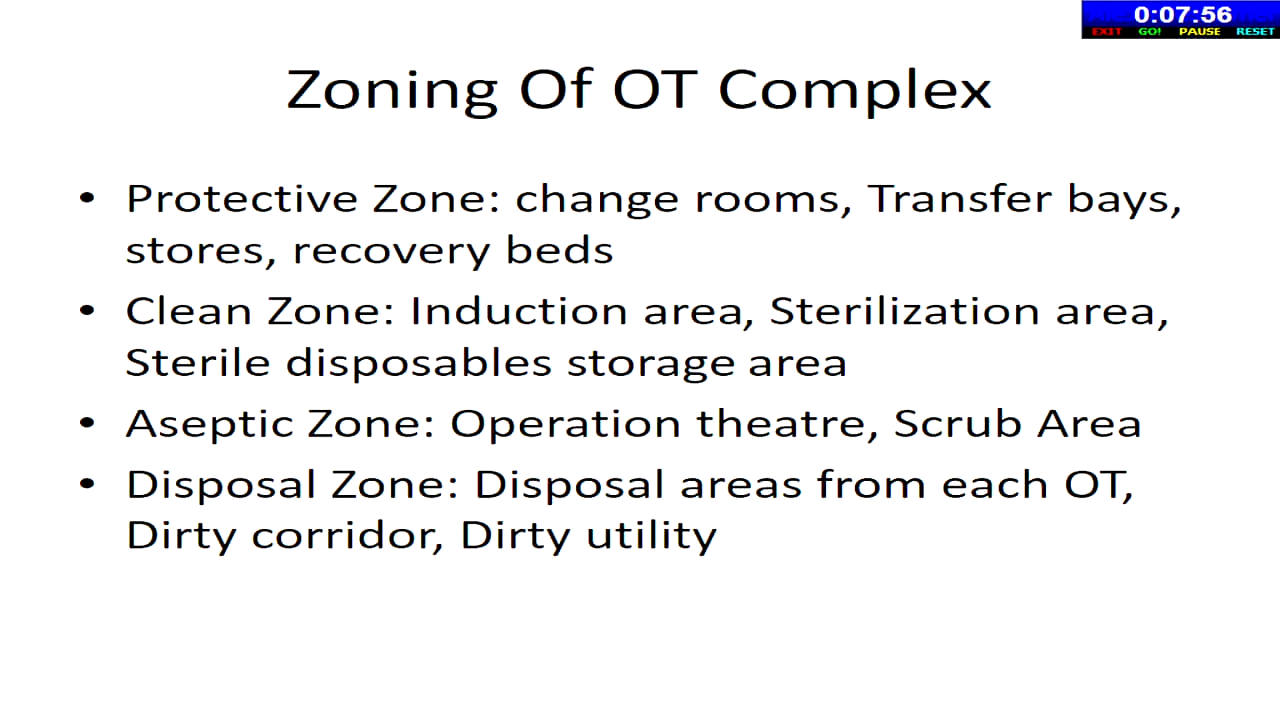 0:07:56
EXIT GO! PAUSE RESET
Zoning Of OT Complex
• Protective Zone: change rooms, Transfer bays,
stores, recovery beds
• Clean Zone: Induction area, Sterilization area,
Sterile disposables storage area
• Aseptic Zone: Operation theatre, Scrub Area
• Disposal Zone: Disposal areas from each OT,
Dirty corridor, Dirty utility